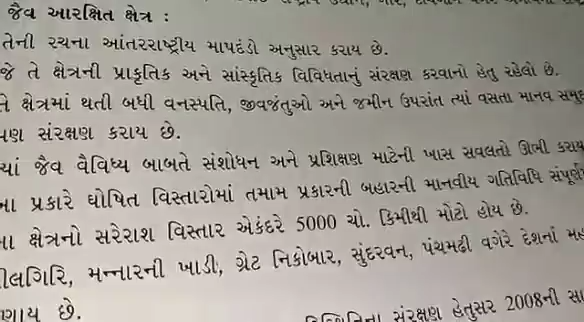 જૈવ આરક્ષિત ક્ષેત્ર :
તેની રચના આંતરરાષ્ટ્રીય માપદંડો અનુસાર કરાય છે.
જે તે ક્ષેત્રની પ્રાકૃતિક અને સાંસ્કૃતિક વિવિધતાનું સંરક્ષણ કરવાનો હેતુ રહેલો છે.
ક્ષેત્રમાં થતી બધી વનસ્પતિ, જીવજંતુઓ અને જમીન ઉપરાંત ત્યાં વસતા માનવ
સંરક્ષણ કરાય છે.
જૈવ વૈવિધ્ય બાબતે સંશોધન અને પ્રશિક્ષણ માટેની ખાસ સવલતો ઊભી કરાય
પ્રકારે ઘોષિત વિસ્તારોમાં તમામ પ્રકારની બહારની માનવીય ગતિવિધિ
ક્ષેત્રનો સરેરાશ વિસ્તાર એકંદરે 5000 ચો. કિમીથી મોટો હોય છે.
મન્નારની ખાડી, ગ્રેટ નિકોબાર, સુંદરવન, પંચમઢી વગેરે દેશનાં
છે.
સંરક્ષણ હેતુસર 2008ની